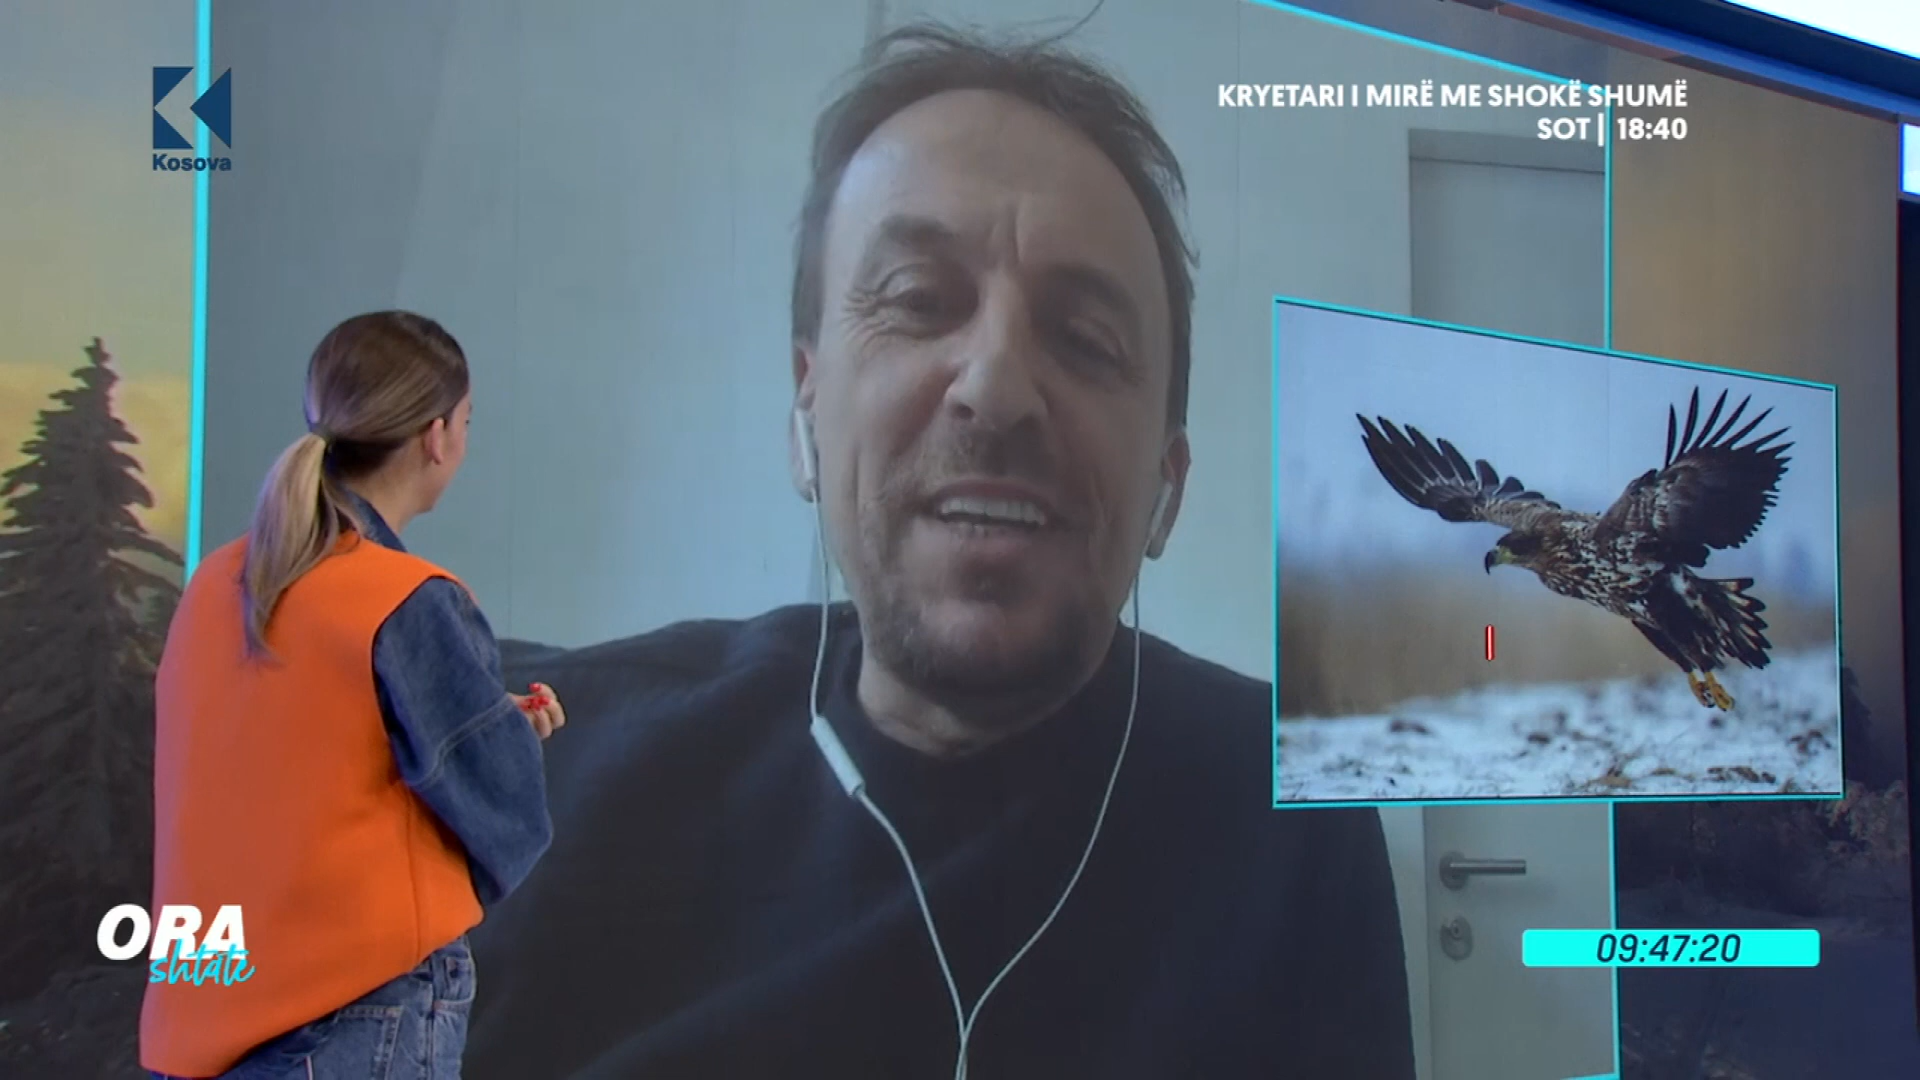 Kosova
KRYETARI I MIRË ME SHOKË SHUMË
SOT | 18:40
ORA
shtatë
09:47:20